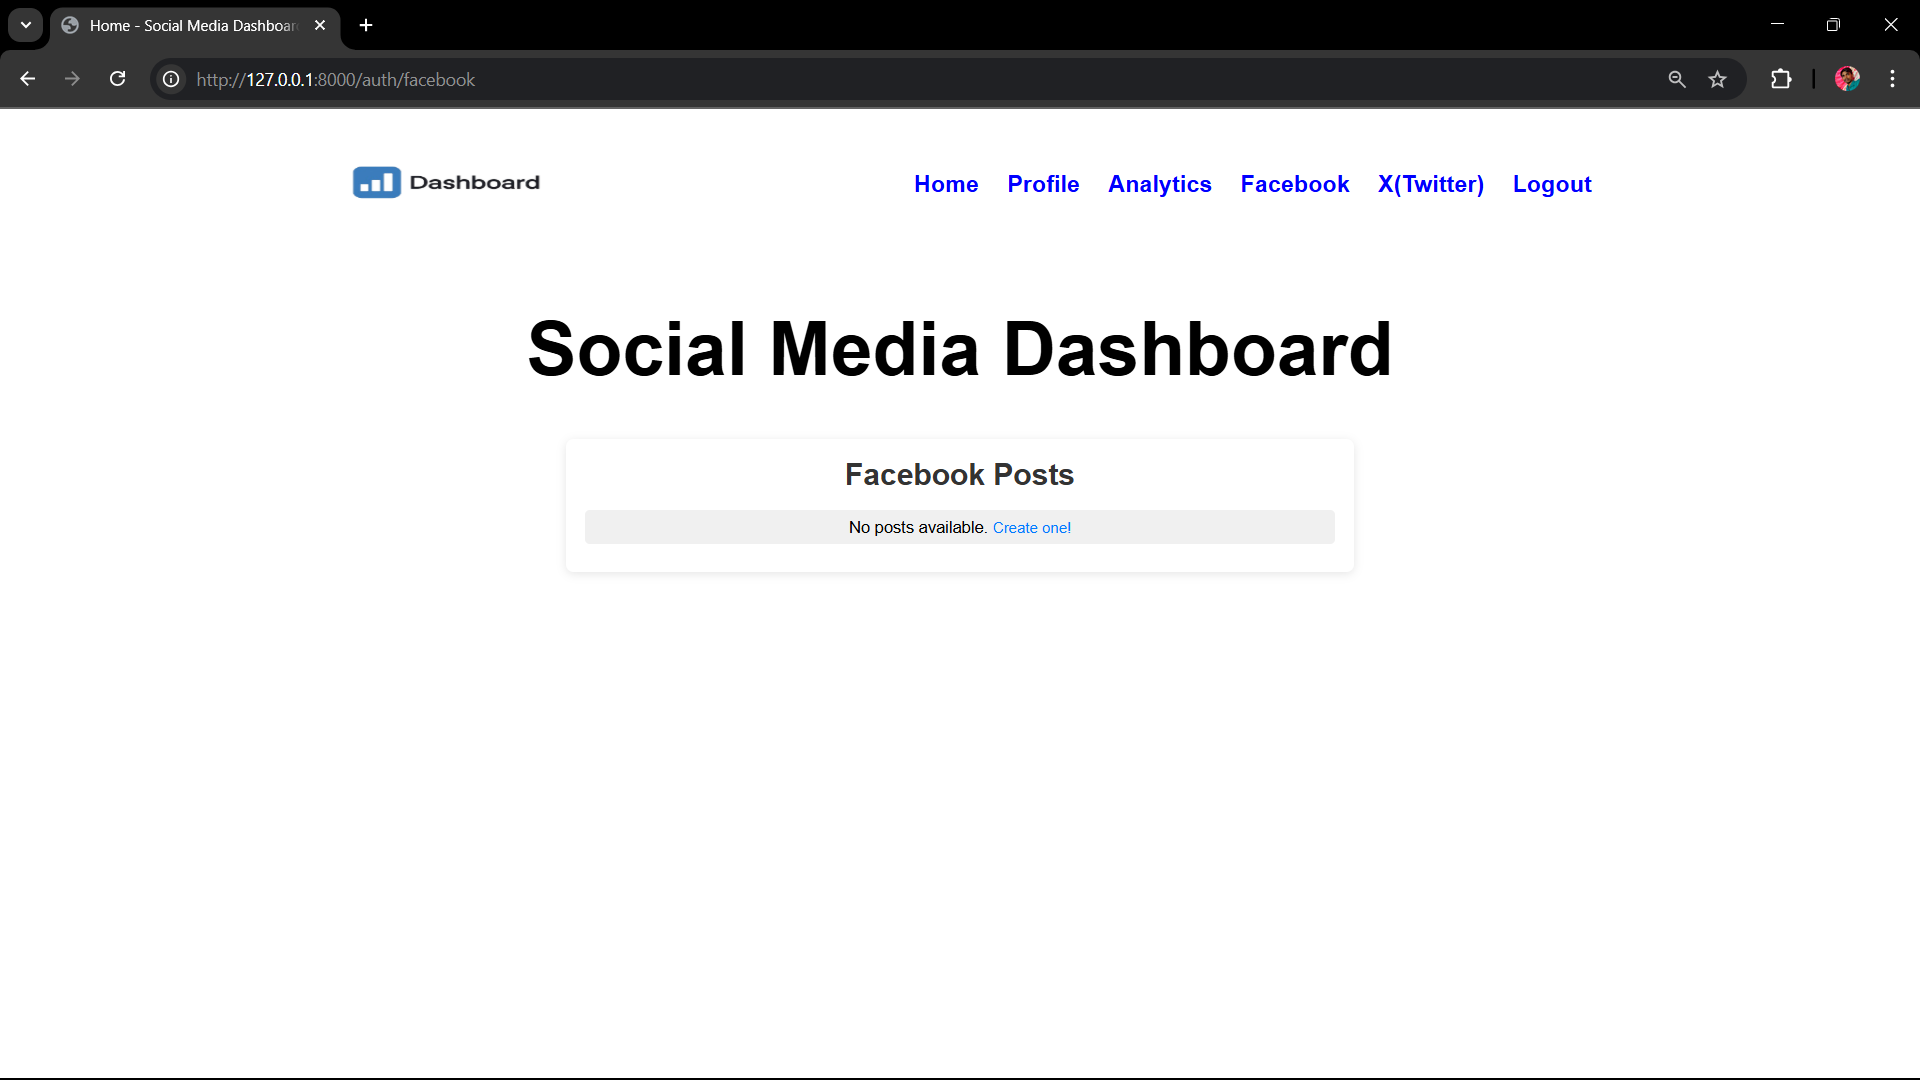 Home - Social Media Dashboar
http://127.0.0.1:8000/auth/facebook
Dashboard
Home Profile Analytics Facebook X(Twitter) Logout
Social Media Dashboard
Facebook Posts
No posts available. Create one!